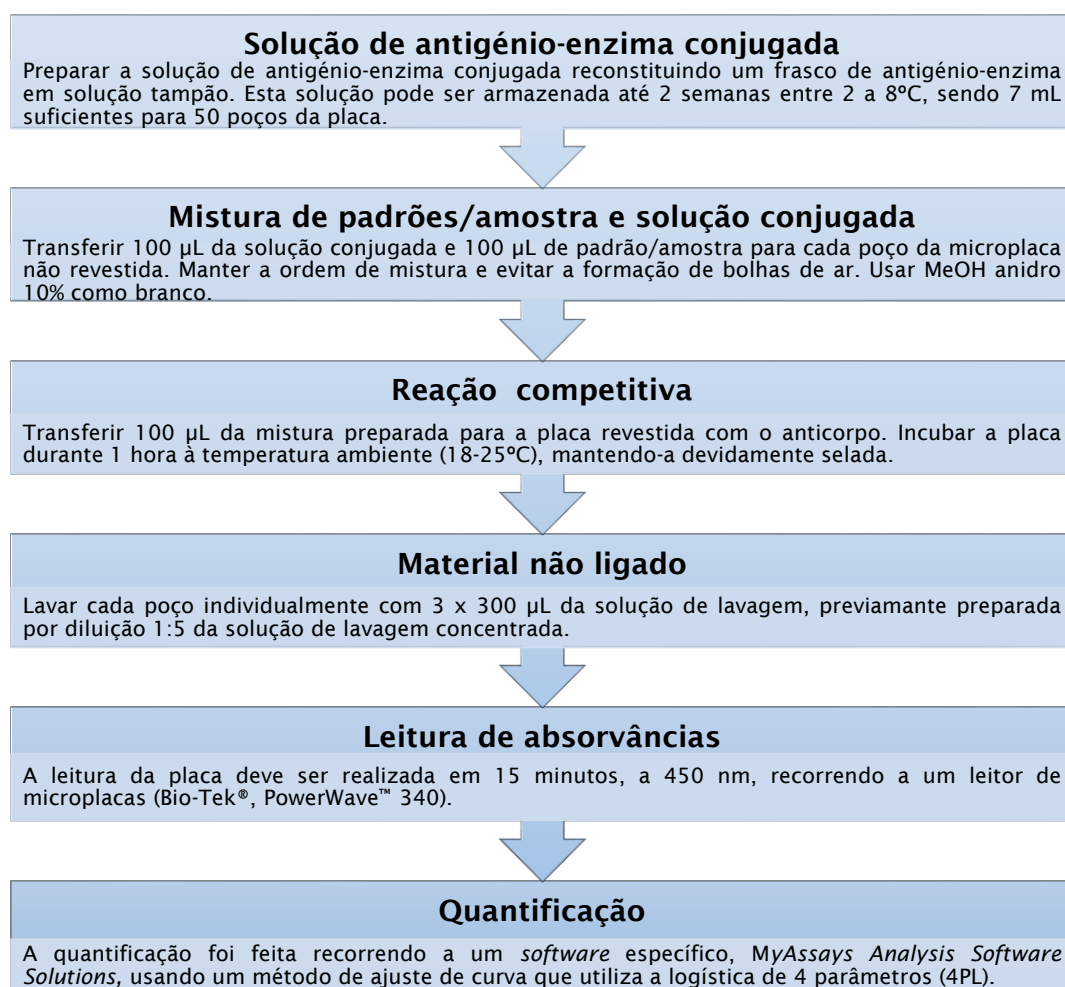 Solução de antigénio-enzima conjugada
Preparar a solução de antigénio-enzima conjugada reconstituindo um frasco de antigénio-enzima
em solução tampão. Esta solução pode ser armazenada até 2 semanas entre 2 a 8ºC, sendo 7 mL
suficientes para 50 poços da placa.
Mistura de padrões/amostra e solução conjugada
Transferir 100 µL da solução conjugada e 100 µL de padrão/amostra para cada poço da microplaca
não revestida. Manter a ordem de mistura e evitar a formação de bolhas de ar. Usar MeOH anidro
10% como branco.
Reação competitiva
Transferir 100 µL da mistura preparada para a placa revestida com o anticorpo. Incubar a placa
durante 1 hora à temperatura ambiente (18-25ºC), mantendo-a devidamente selada.
Material não ligado
Lavar cada poço individualmente com 3 x 300 µL da solução de lavagem, previamante preparada
por diluição 1:5 da solução de lavagem concentrada.
Leitura de absorvâncias
A leitura da placa deve ser realizada em 15 minutos, a 450 nm, recorrendo a um leitor de
microplacas (Bio-Tek®, PowerWave™ 340).
Quantificação
A quantificação foi feita recorrendo a um software específico, MyAssays Analysis Software
Solutions, usando um método de ajuste de curva que utiliza a logística de 4 parâmetros (4PL).